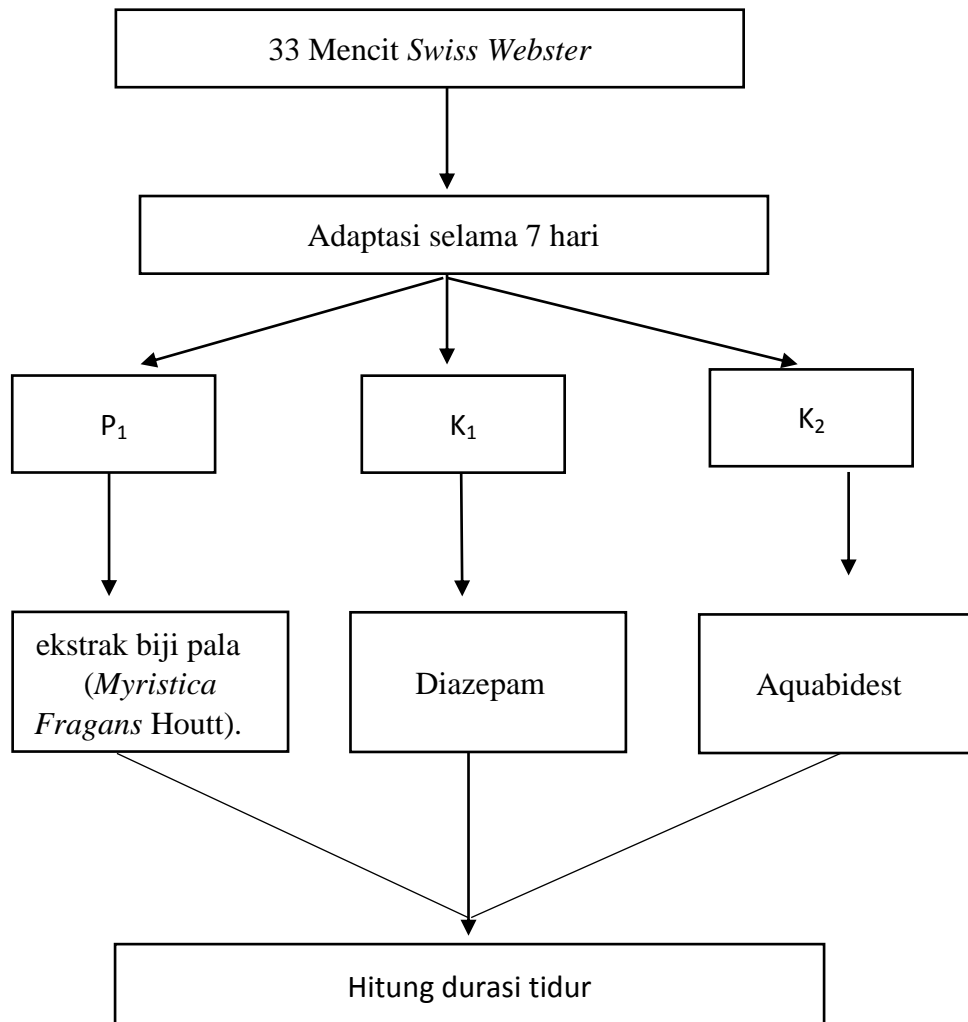 33 Mencit Swiss Webster
Adaptasi selama 7 hari
P₁
K₁
K₂
ekstrak biji pala
(Myristica
Fragans Houtt).
Diazepam
Aquabidest
Hitung durasi tidur